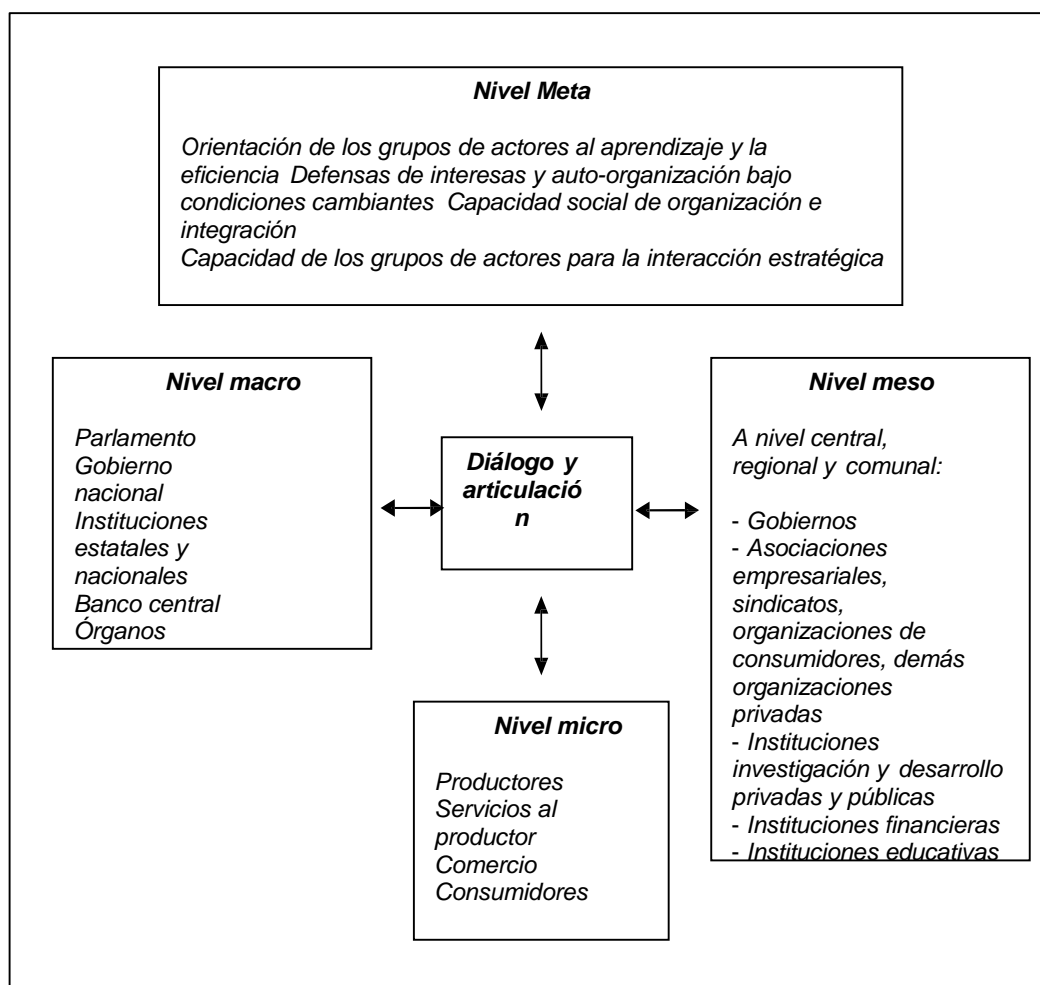 Nivel Meta
Orientación de los grupos de actores al aprendizaje y la
eficiencia Defensas de interesas y auto-organización bajo
condiciones cambiantes Capacidad social de organización e
integración
Capacidad de los grupos de actores para la interacción estratégica
Nivel macro
Parlamento
Gobierno
nacional
Instituciones
estatales y
nacionales
Banco central
Órganos
Diálogo y
articulació
n
Nivel meso
A nivel central,
regional y comunal:
- Gobiernos
- Asociaciones
empresariales,
sindicatos,
organizaciones de
consumidores, demás
organizaciones
privadas
- Instituciones
investigación y desarrollo
privadas y públicas
- Instituciones financieras
- Instituciones educativas
Nivel micro
Productores
Servicios al
productor
Comercio
Consumidores